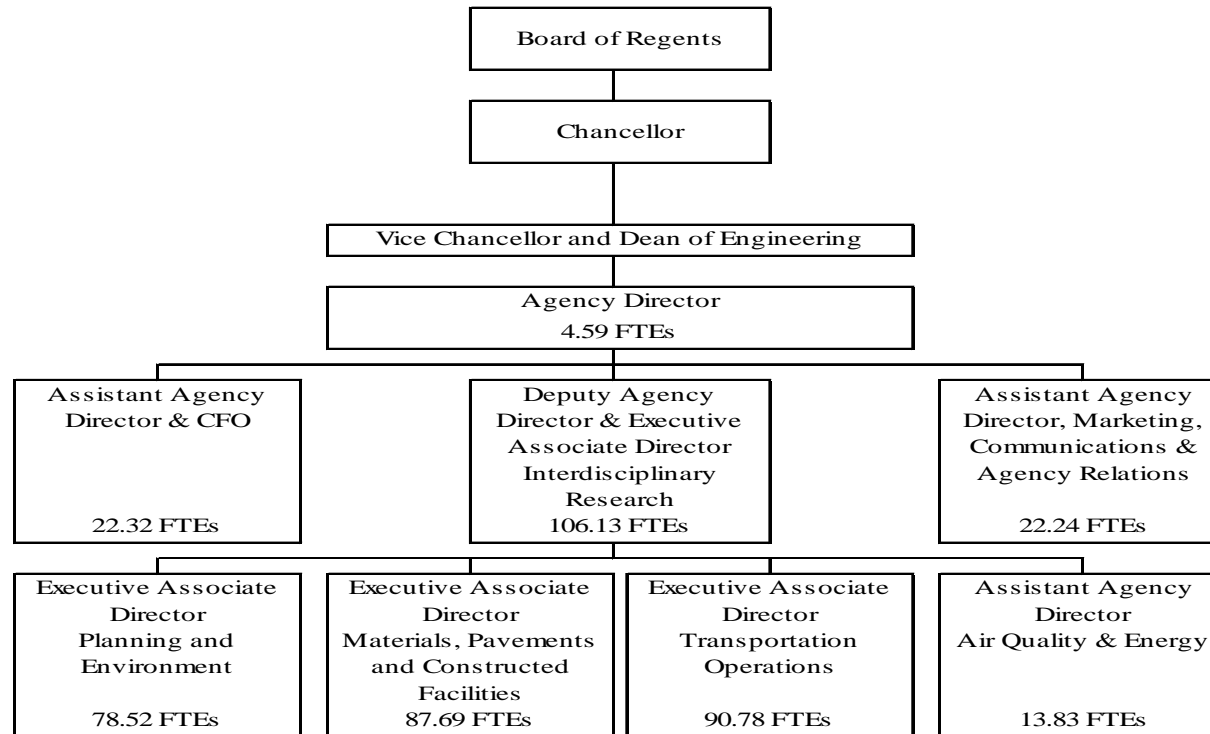 Board of Regents
Chancellor
Vice Chancellor and Dean of Engineering
Agency Director
4.59 FTEs
Assistant Agency
Director & CFO
22.32 FTEs
Deputy Agency
Director & Executive
Associate Director
Interdisciplinary
Research
106.13 FTEs
Assistant Agency
Director, Marketing,
Communications &
Agency Relations
22.24 FTEs
Executive Associate
Director
Planning and
Environment
78.52 FTEs
Executive Associate
Director
Materials, Pavements
and Constructed
Facilities
87.69 FTEs
Executive Associate
Director
Transportation
Operations
90.78 FTEs
Assistant Agency
Director
Air Quality & Energy
13.83 FTEs